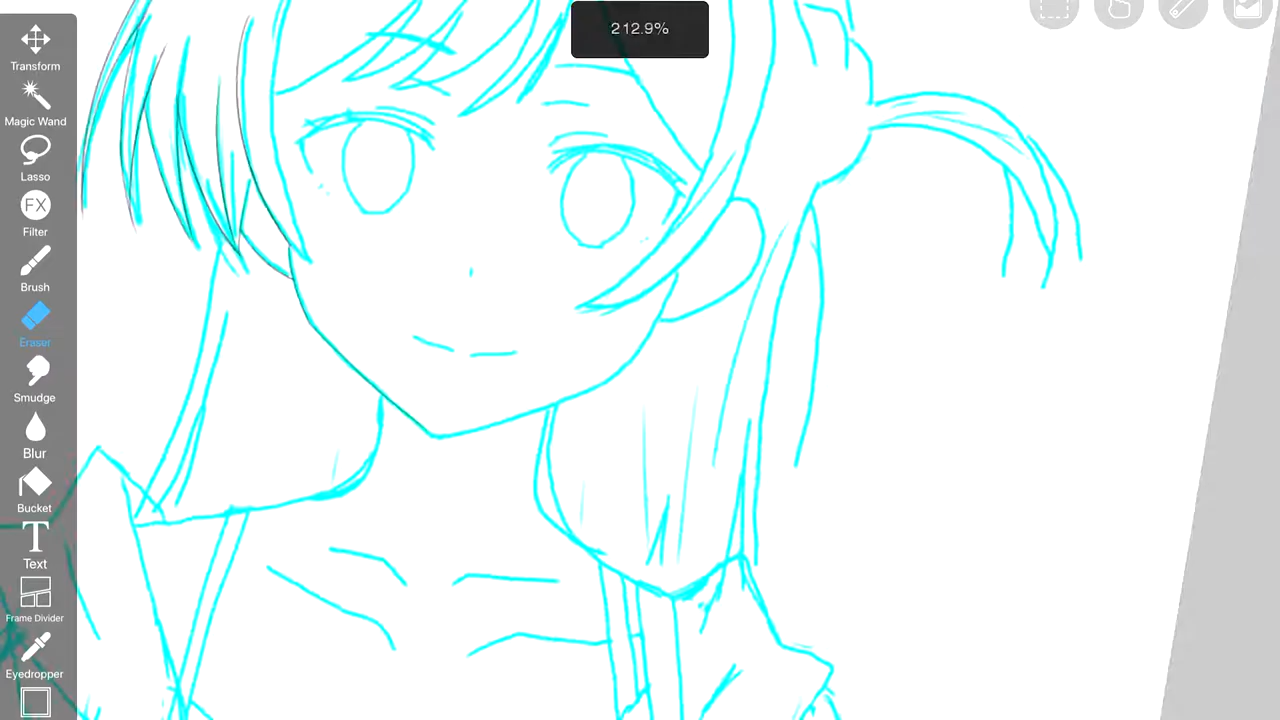 212.9%
Transform
Magic Wand
Lasso
FX
Filter
Brush
Eraser
Smudge
Blur
Bucket
T
Text
Frame Divider
Eyedropper